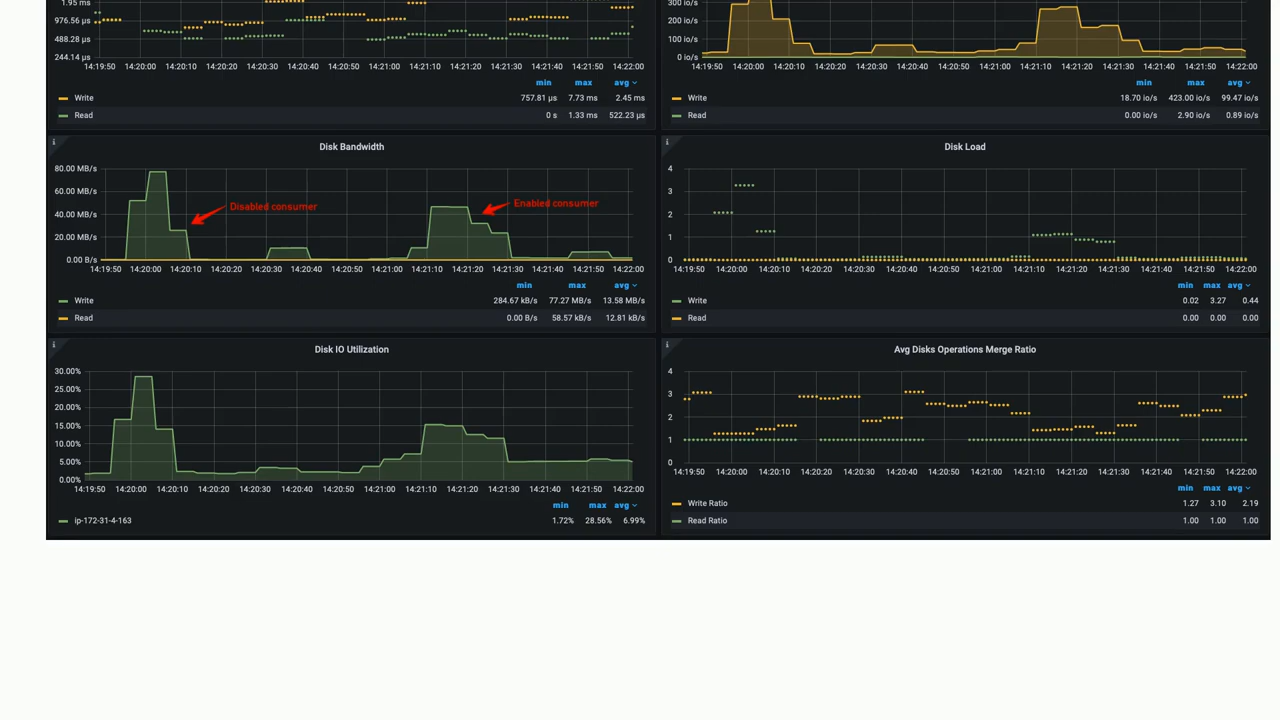 1.95 ms
976.56 µs
488.28 µs
244.14 µs
14:19:50 14:20:00 14:20:10 14:20:20 14:20:30 14:20:40 14:20:50 14:21:00 14:21:10 14:21:20 14:21:30 14:21:40 14:21:50 14:22:00
min max avg
Write 757.81 µs 7.73 ms 2.45 ms
Read 0 s 1.33 ms 522.23 µs
300 io/s
200 io/s
100 io/s
0 io/s
14:19:50 14:20:00 14:20:10 14:20:20 14:20:30 14:20:40 14:20:50 14:21:00 14:21:10 14:21:20 14:21:30 14:21:40 14:21:50 14:22:00
min max avg
Write 18.70 io/s 423.00 io/s 99.47 io/s
Read 0.00 io/s 2.90 io/s 0.89 io/s
Disk Bandwidth
80.00 MB/s
60.00 MB/s
40.00 MB/s
20.00 MB/s
0.00 B/s
Disabled consumer
Enabled consumer
14:19:50 14:20:00 14:20:10 14:20:20 14:20:30 14:20:40 14:20:50 14:21:00 14:21:10 14:21:20 14:21:30 14:21:40 14:21:50 14:22:00
min max avg
Write 284.67 kB/s 77.27 MB/s 13.58 MB/s
Read 0.00 B/s 58.57 kB/s 12.81 kB/s
Disk Load
4
3
2
1
0
14:19:50 14:20:00 14:20:10 14:20:20 14:20:30 14:20:40 14:20:50 14:21:00 14:21:10 14:21:20 14:21:30 14:21:40 14:21:50 14:22:00
min max avg
Write 0.02 3.27 0.44
Read 0.00 0.00 0.00
Disk IO Utilization
30.00%
25.00%
20.00%
15.00%
10.00%
5.00%
0.00%
14:19:50 14:20:00 14:20:10 14:20:20 14:20:30 14:20:40 14:20:50 14:21:00 14:21:10 14:21:20 14:21:30 14:21:40 14:21:50 14:22:00
min max avg
ip-172-31-4-163 1.72% 28.56% 6.99%
Avg Disks Operations Merge Ratio
4
3
2
1
0
14:19:50 14:20:00 14:20:10 14:20:20 14:20:30 14:20:40 14:20:50 14:21:00 14:21:10 14:21:20 14:21:30 14:21:40 14:21:50 14:22:00
min max avg
Write Ratio 1.27 3.10 2.19
Read Ratio 1.00 1.00 1.00